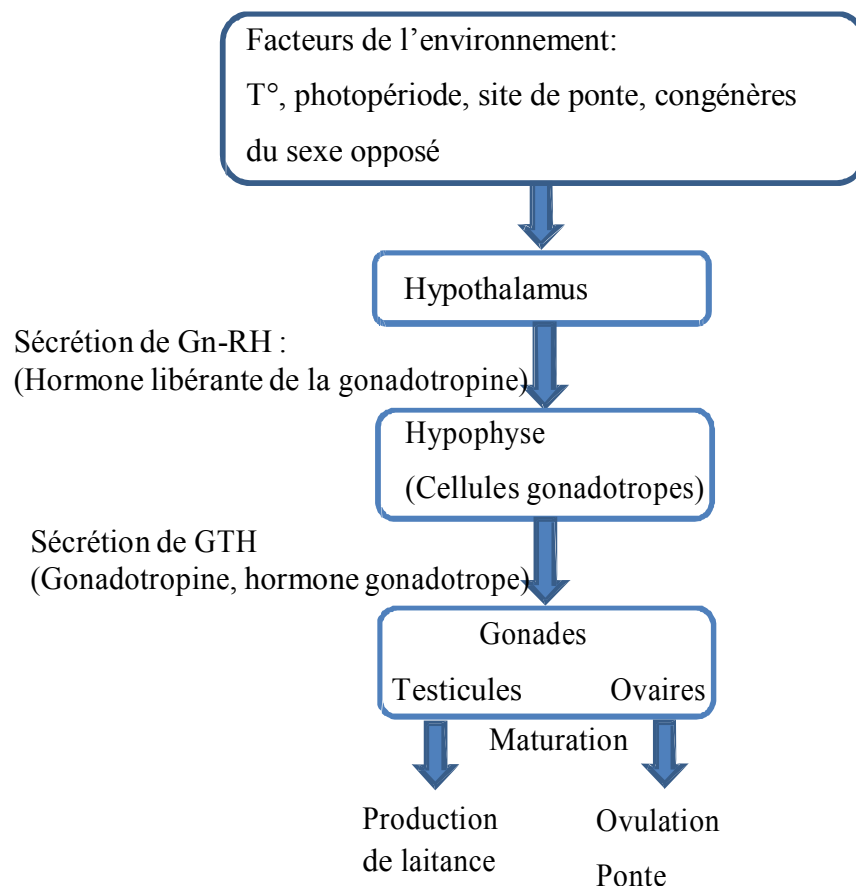 Facteurs de l’environnement:
T°, photopériode, site de ponte, congénères
du sexe opposé
Hypothalamus
Sécrétion de Gn-RH :
(Hormone libérante de la gonadotropine)
Hypophyse
(Cellules gonadotropes)
Sécrétion de GTH
(Gonadotropine, hormone gonadotrope)
Gonades
Testicules Ovaires
Maturation
Production
de laitance
Ovulation
Ponte